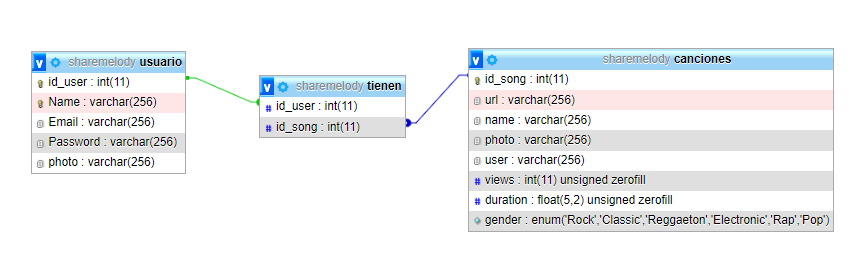 v sharemelody usuario
id_user : int(11)
Name : varchar(256)
Email : varchar(256)
Password : varchar(256)
photo : varchar(256)
v sharemelody tienen
# id_user : int(11)
# id_song : int(11)
v sharemelody canciones
id_song : int(11)
url : varchar(256)
name : varchar(256)
photo : varchar(256)
user : varchar(256)
# views : int(11) unsigned zerofill
# duration : float(5,2) unsigned zerofill
gender : enum('Rock','Classic','Reggaeton','Electronic','Rap','Pop')